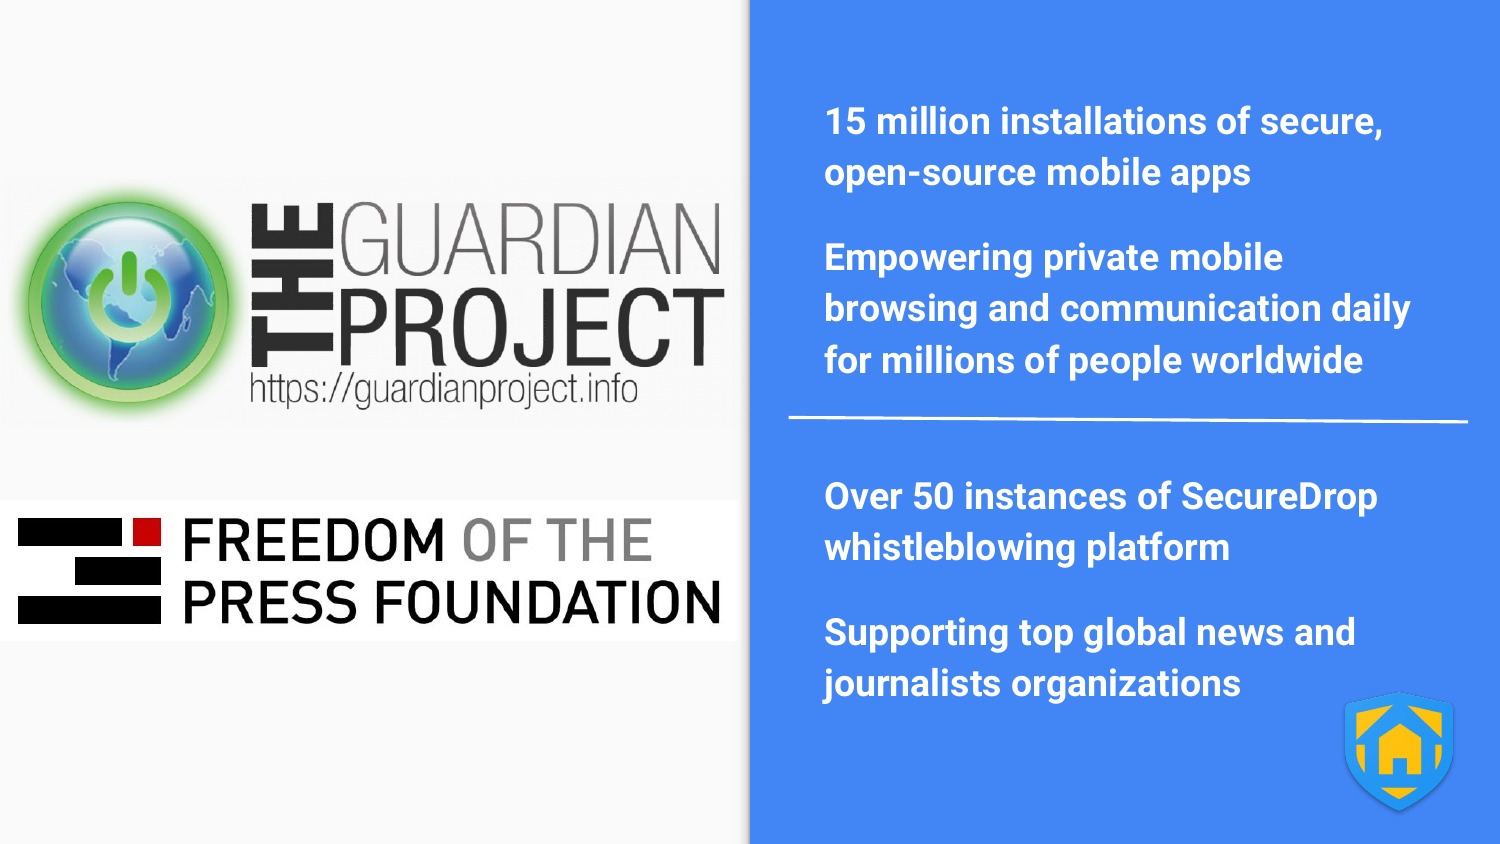 THE GUARDIAN
PROJECT
https://guardianproject.info
FREEDOM OF THE
PRESS FOUNDATION
15 million installations of secure,
open-source mobile apps
Empowering private mobile
browsing and communication daily
for millions of people worldwide
Over 50 instances of SecureDrop
whistleblowing platform
Supporting top global news and
journalists organizations